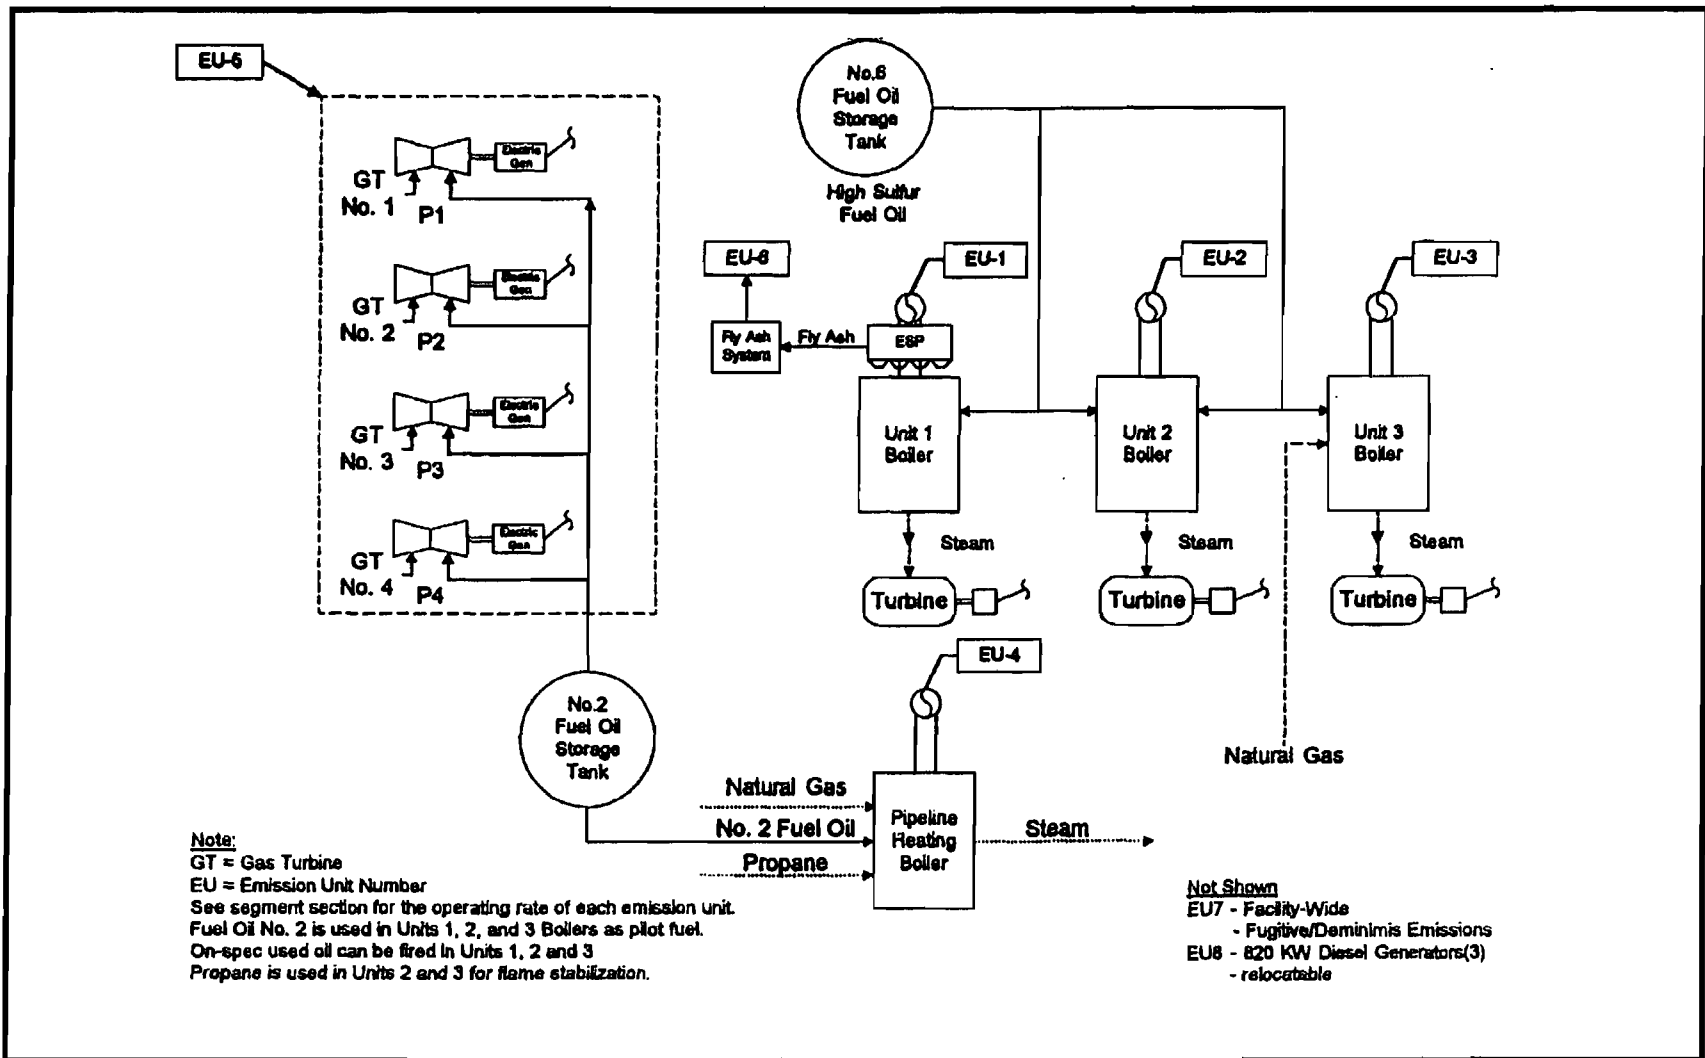 EU-5
GT
No. 1
P1
Electric
Gen
GT
No. 2
P2
Electric
Gen
GT
No. 3
P3
Electric
Gen
GT
No. 4
P4
Electric
Gen
No.2
Fuel Oil
Storage
Tank
No.6
Fuel Oil
Storage
Tank
High Sulfur
Fuel Oil
EU-6
EU-1
EU-2
EU-3
Fly Ash
System
Fly Ash
ESP
Unit 1
Boiler
Unit 2
Boiler
Unit 3
Boiler
Steam
Steam
Steam
Turbine
Turbine
Turbine
EU-4
Natural Gas
Natural Gas
No. 2 Fuel Oil
Propane
Pipeline
Heating
Boiler
Steam
Note:
GT = Gas Turbine
EU = Emission Unit Number
See segment section for the operating rate of each emission unit.
Fuel Oil No. 2 is used in Units 1, 2, and 3 Boilers as pilot fuel.
On-spec used oil can be fired in Units 1, 2 and 3
Propane is used in Units 2 and 3 for flame stabilization.
Not Shown
EU7 - Facility-Wide
- Fugitive/Deminimis Emissions
EU8 - 820 KW Diesel Generators(3)
- relocatable